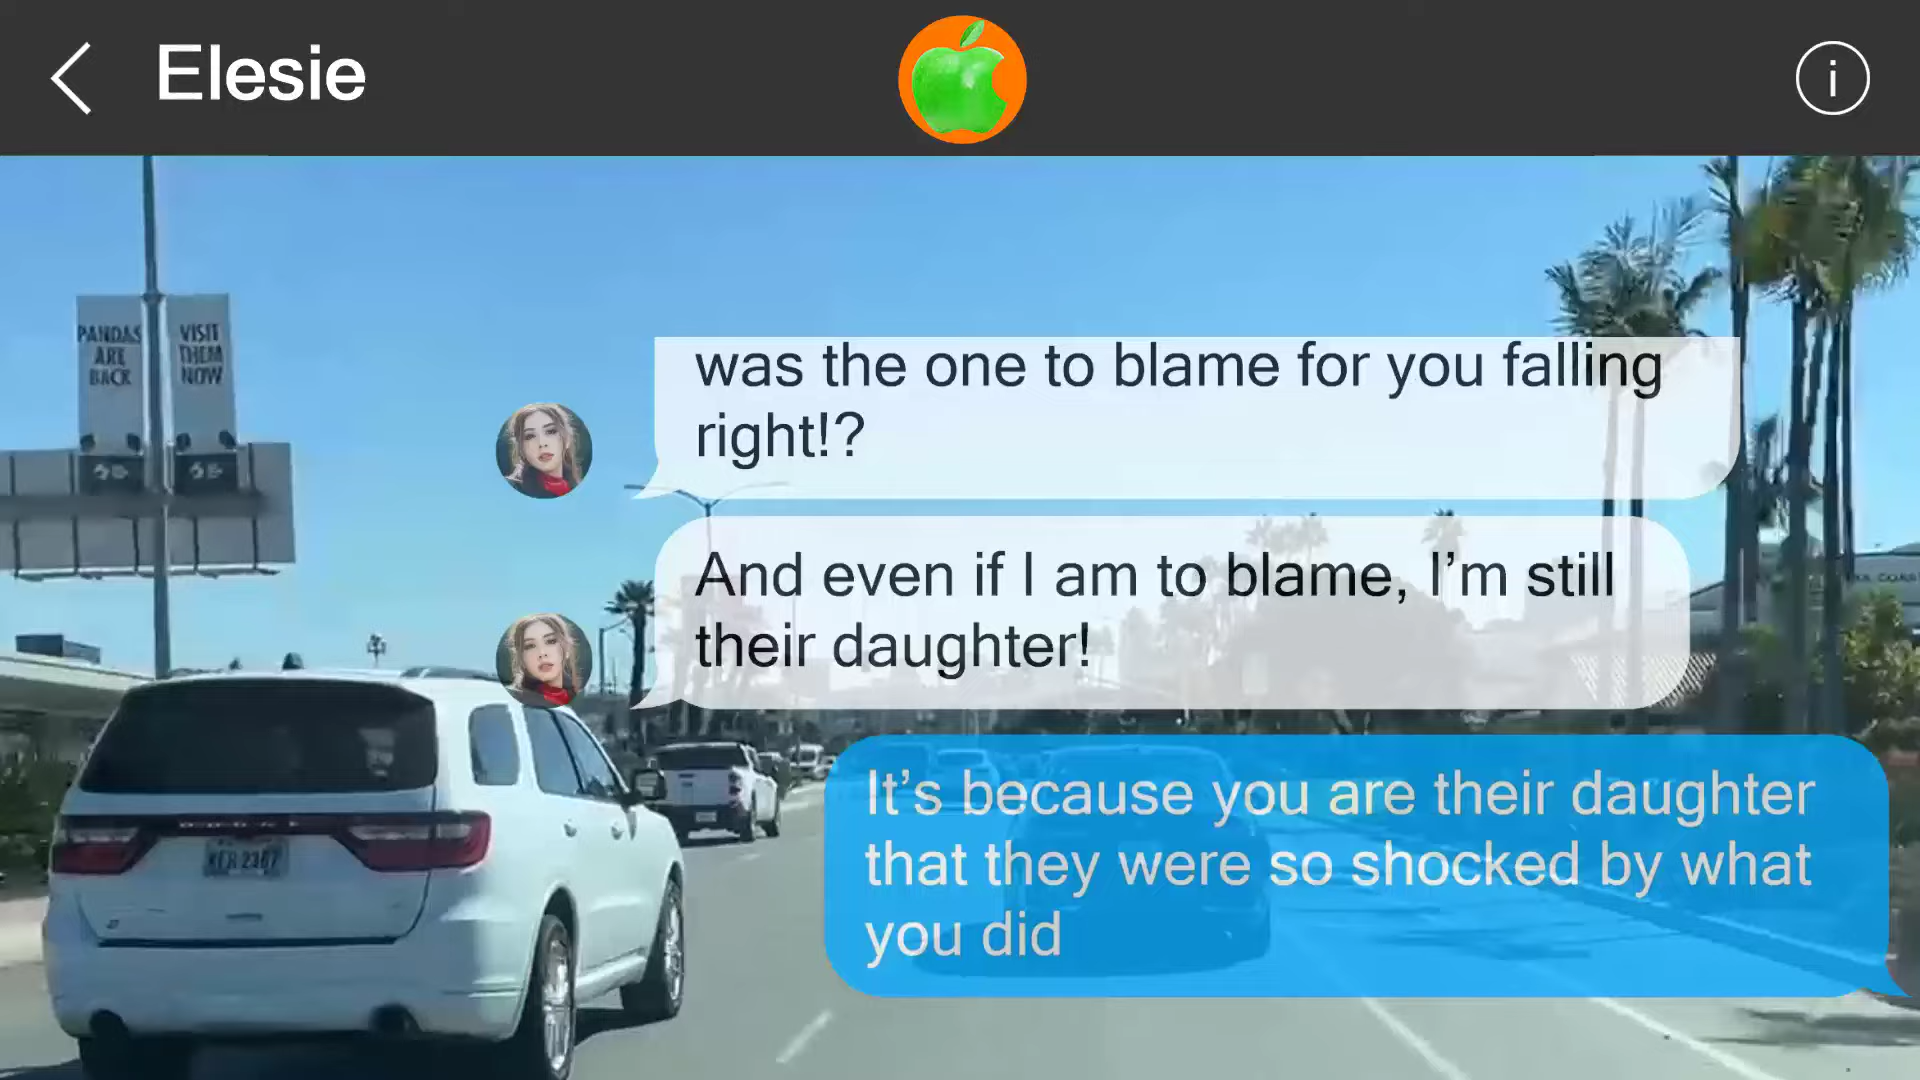 Elesie
i
PANDAS
ARE
BACK
VISIT
THEM
NOW
was the one to blame for you falling
right!?
And even if I am to blame, I’m still
their daughter!
It’s because you are their daughter
that they were so shocked by what
you did
DODGE